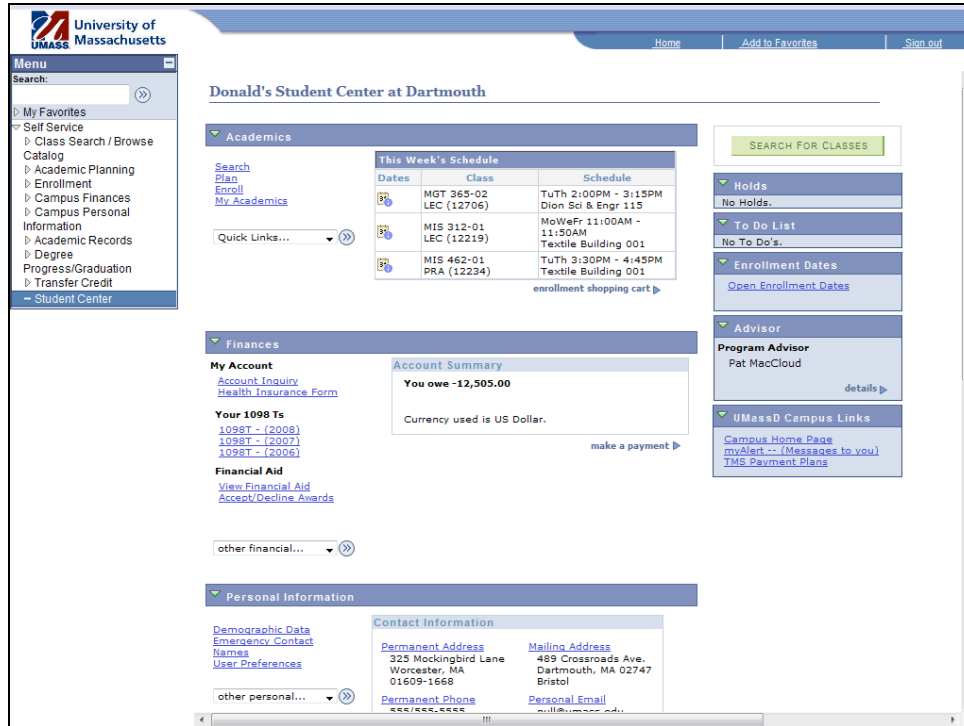 University of
Massachusetts
UMASS
Home
Add to Favorites
Sign out
Menu
Search:
My Favorites
Self Service
Class Search / Browse
Catalog
Academic Planning
Enrollment
Campus Finances
Campus Personal
Information
Academic Records
Degree
Progress/Graduation
Transfer Credit
Student Center
Donald's Student Center at Dartmouth
Academics
Search
Plan
Enroll
My Academics
Quick Links...
This Week's Schedule
Dates Class Schedule
MGT 365-02 TuTh 2:00PM - 3:15PM
LEC (12706) Dion Sci & Engr 115
MIS 312-01 MoWeFr 11:00AM -
LEC (12219) 11:50AM
Textile Building 001
MIS 462-01 TuTh 3:30PM - 4:45PM
PRA (12234) Textile Building 001
enrollment shopping cart
Finances
My Account
Account Inquiry
Health Insurance Form
Your 1098 Ts
1098T - (2008)
1098T - (2007)
1098T - (2006)
Financial Aid
View Financial Aid
Accept/Decline Awards
other financial...
Account Summary
You owe -12,505.00
Currency used is US Dollar.
make a payment
Personal Information
Demographic Data
Emergency Contact
Names
User Preferences
other personal...
Contact Information
Permanent Address
325 Mockingbird Lane
Worcester, MA
01609-1668
Mailing Address
489 Crossroads Ave.
Dartmouth, MA 02747
Bristol
Permanent Phone
555/555-5555
Personal Email
null@umass.edu
SEARCH FOR CLASSES
Holds
No Holds.
To Do List
No To Do's.
Enrollment Dates
Open Enrollment Dates
Advisor
Program Advisor
Pat MacCloud
details
UMassD Campus Links
Campus Home Page
myAlert -- (Messages to you)
TMS Payment Plans